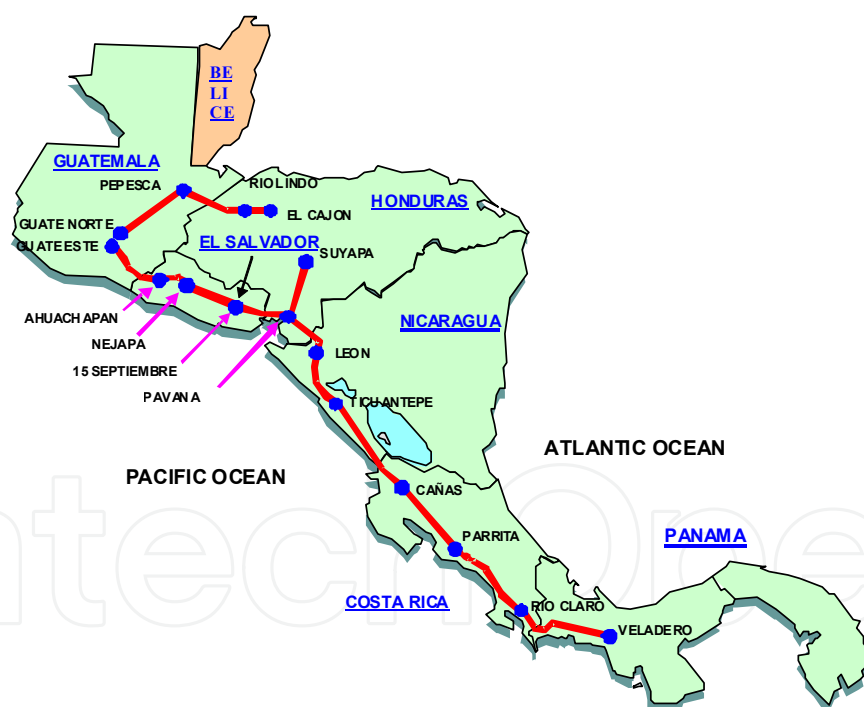 BE
LI
CE
GUATEMALA
PEPESCA
RIO LINDO
HONDURAS
EL CAJON
GUATE NORTE
GUATE ESTE
EL SALVADOR
SUYAPA
AHUACHAPAN
NEJAPA
15 SEPTIEMBRE
PAVANA
NICARAGUA
LEON
TICUANTEPE
ATLANTIC OCEAN
PACIFIC OCEAN
CAÑAS
PARRITA
PANAMA
COSTA RICA
RIO CLARO
VELADERO
ntechOpe